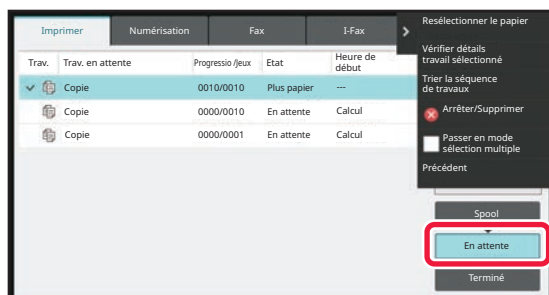 Imprimer Numérisation Fax I-Fax
Trav. Trav. en attente Progressio /Jeux Etat Heure de début
Copie 0010/0010 Plus papier ---
Copie 0000/0010 En attente Calcul
Copie 0000/0001 En attente Calcul
Resélectionner le papier
Vérifier détails
travail sélectionné
Trier la séquence
de travaux
Arrêter/Supprimer
Passer en mode
sélection multiple
Précédent
Spool
En attente
Terminé